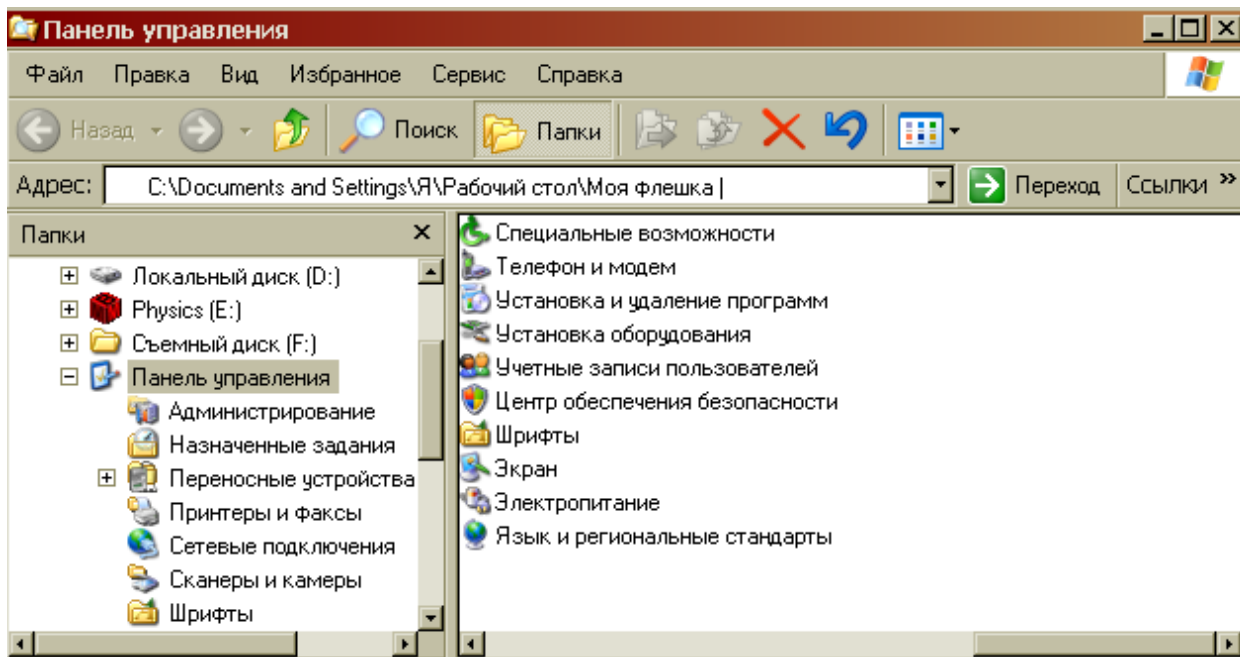 Панель управления
Файл Правка Вид Избранное Сервис Справка
Назад Поиск Папки
Адрес: C:\Documents and Settings\Я\Рабочий стол\Моя флешка Переход Ссылки »
Папки
Локальный диск (D:)
Physics (E:)
Съемный диск (F:)
Панель управления
Администрирование
Назначенные задания
Переносные устройства
Принтеры и факсы
Сетевые подключения
Сканеры и камеры
Шрифты
Специальные возможности
Телефон и модем
Установка и удаление программ
Установка оборудования
Учетные записи пользователей
Центр обеспечения безопасности
Шрифты
Экран
Электропитание
Язык и региональные стандарты